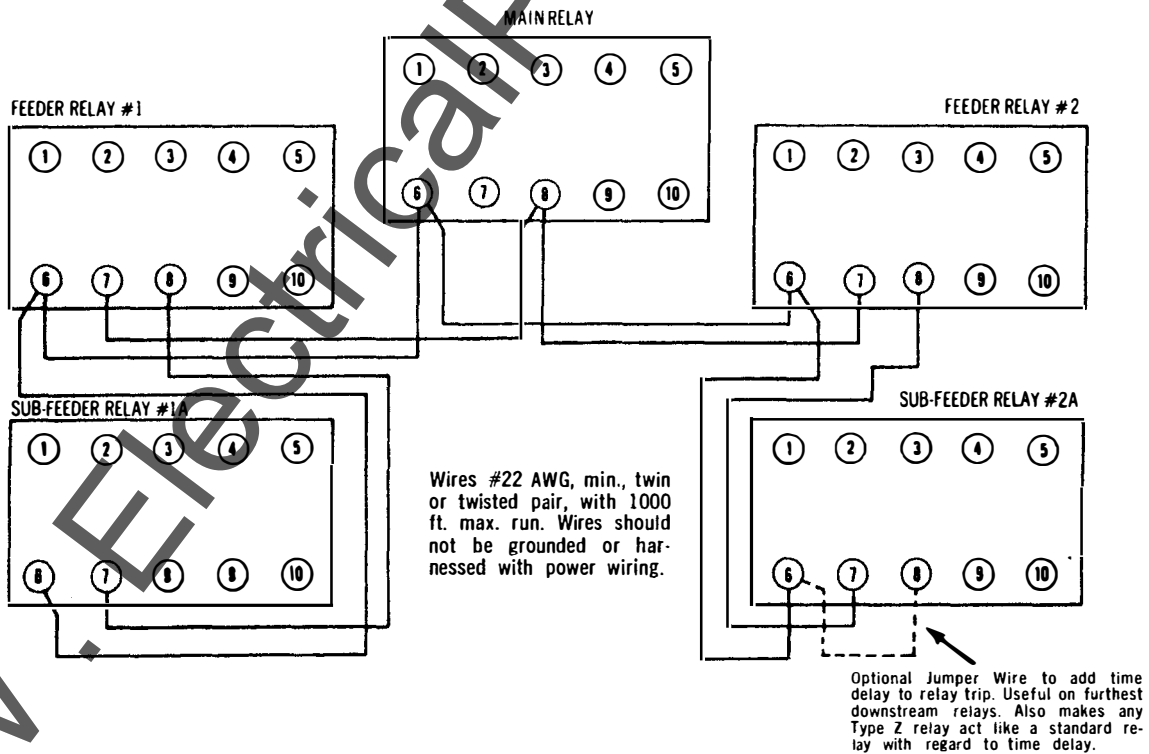 MAIN RELAY
1 2 3 4 5
6 7 8 9 10
FEEDER RELAY #1
1 2 3 4 5
6 7 8 9 10
FEEDER RELAY #2
1 2 3 4 5
6 7 8 9 10
SUB-FEEDER RELAY #1A
1 2 3 4 5
6 7 8 9 10
SUB-FEEDER RELAY #2A
1 2 3 4 5
6 7 8 9 10
Wires #22 AWG, min., twin
or twisted pair, with 1000
ft. max. run. Wires should
not be grounded or har-
nessed with power wiring.
Optional Jumper Wire to add time
delay to relay trip. Useful on furthest
downstream relays. Also makes any
Type Z relay act like a standard re-
lay with regard to time delay.
. Electrical